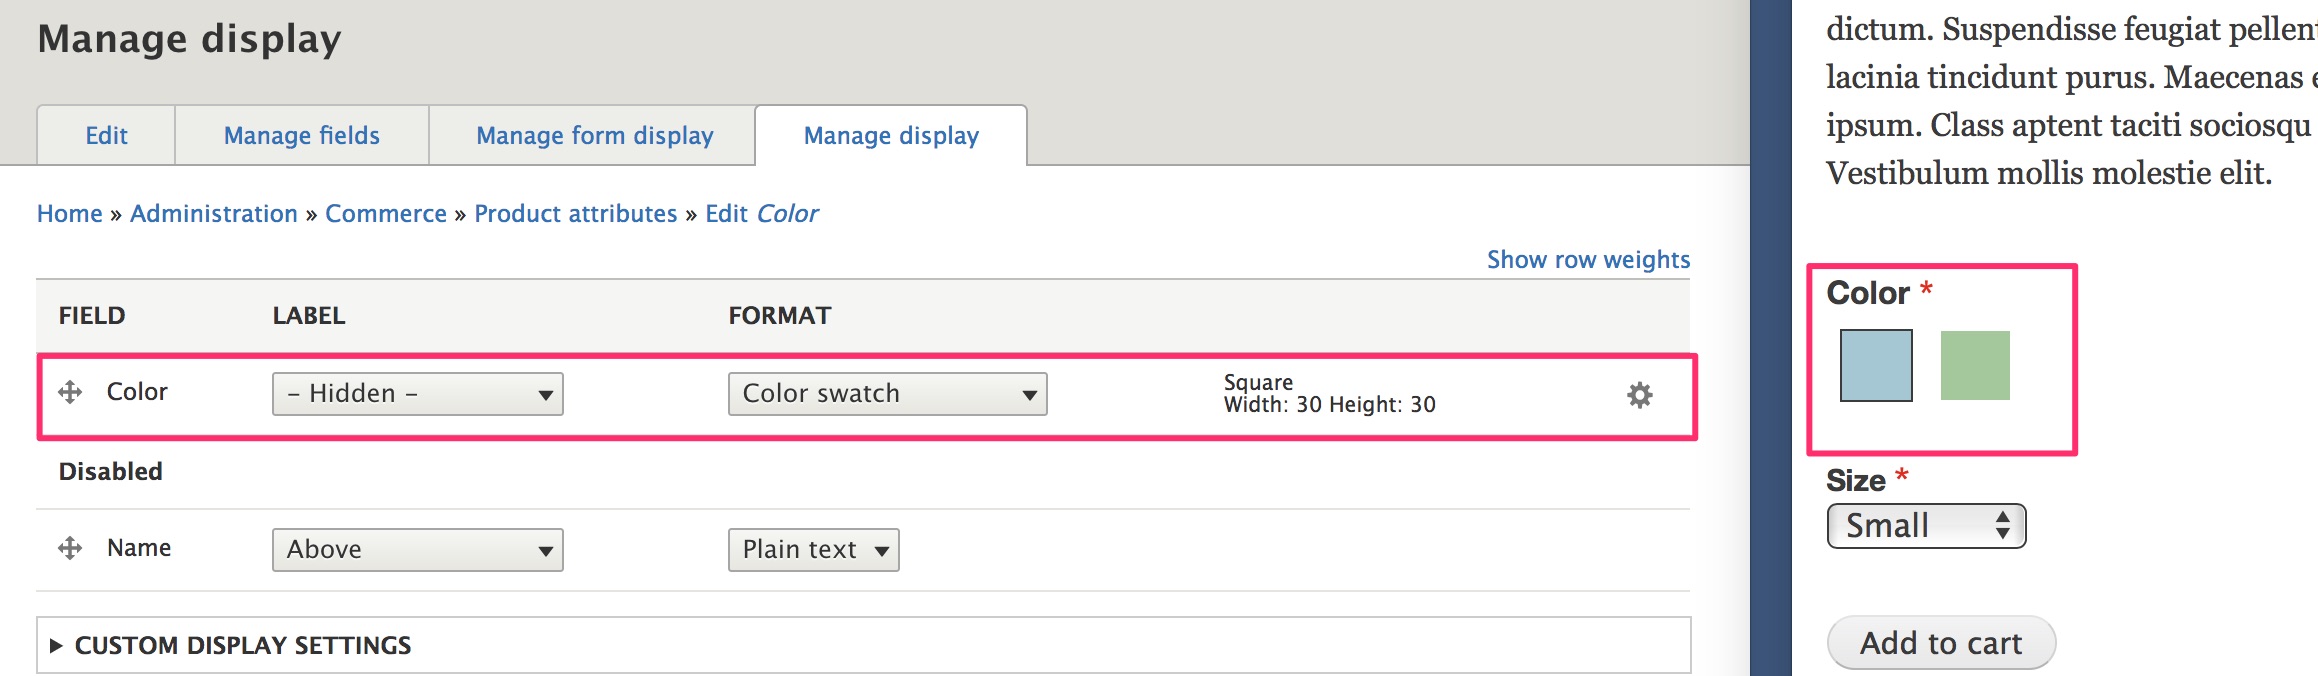 Manage display
Edit
Manage fields
Manage form display
Manage display
Home » Administration » Commerce » Product attributes » Edit Color
Show row weights
FIELD
LABEL
FORMAT
Color
– Hidden –
Color swatch
Square
Width: 30 Height: 30
Disabled
Name
Above
Plain text
CUSTOM DISPLAY SETTINGS
dictum. Suspendisse feugiat
lacinia tincidunt purus. Maecenas
ipsum. Class aptent taciti sociosqu
Vestibulum mollis molestie elit.
Color *
Size *
Small
Add to cart